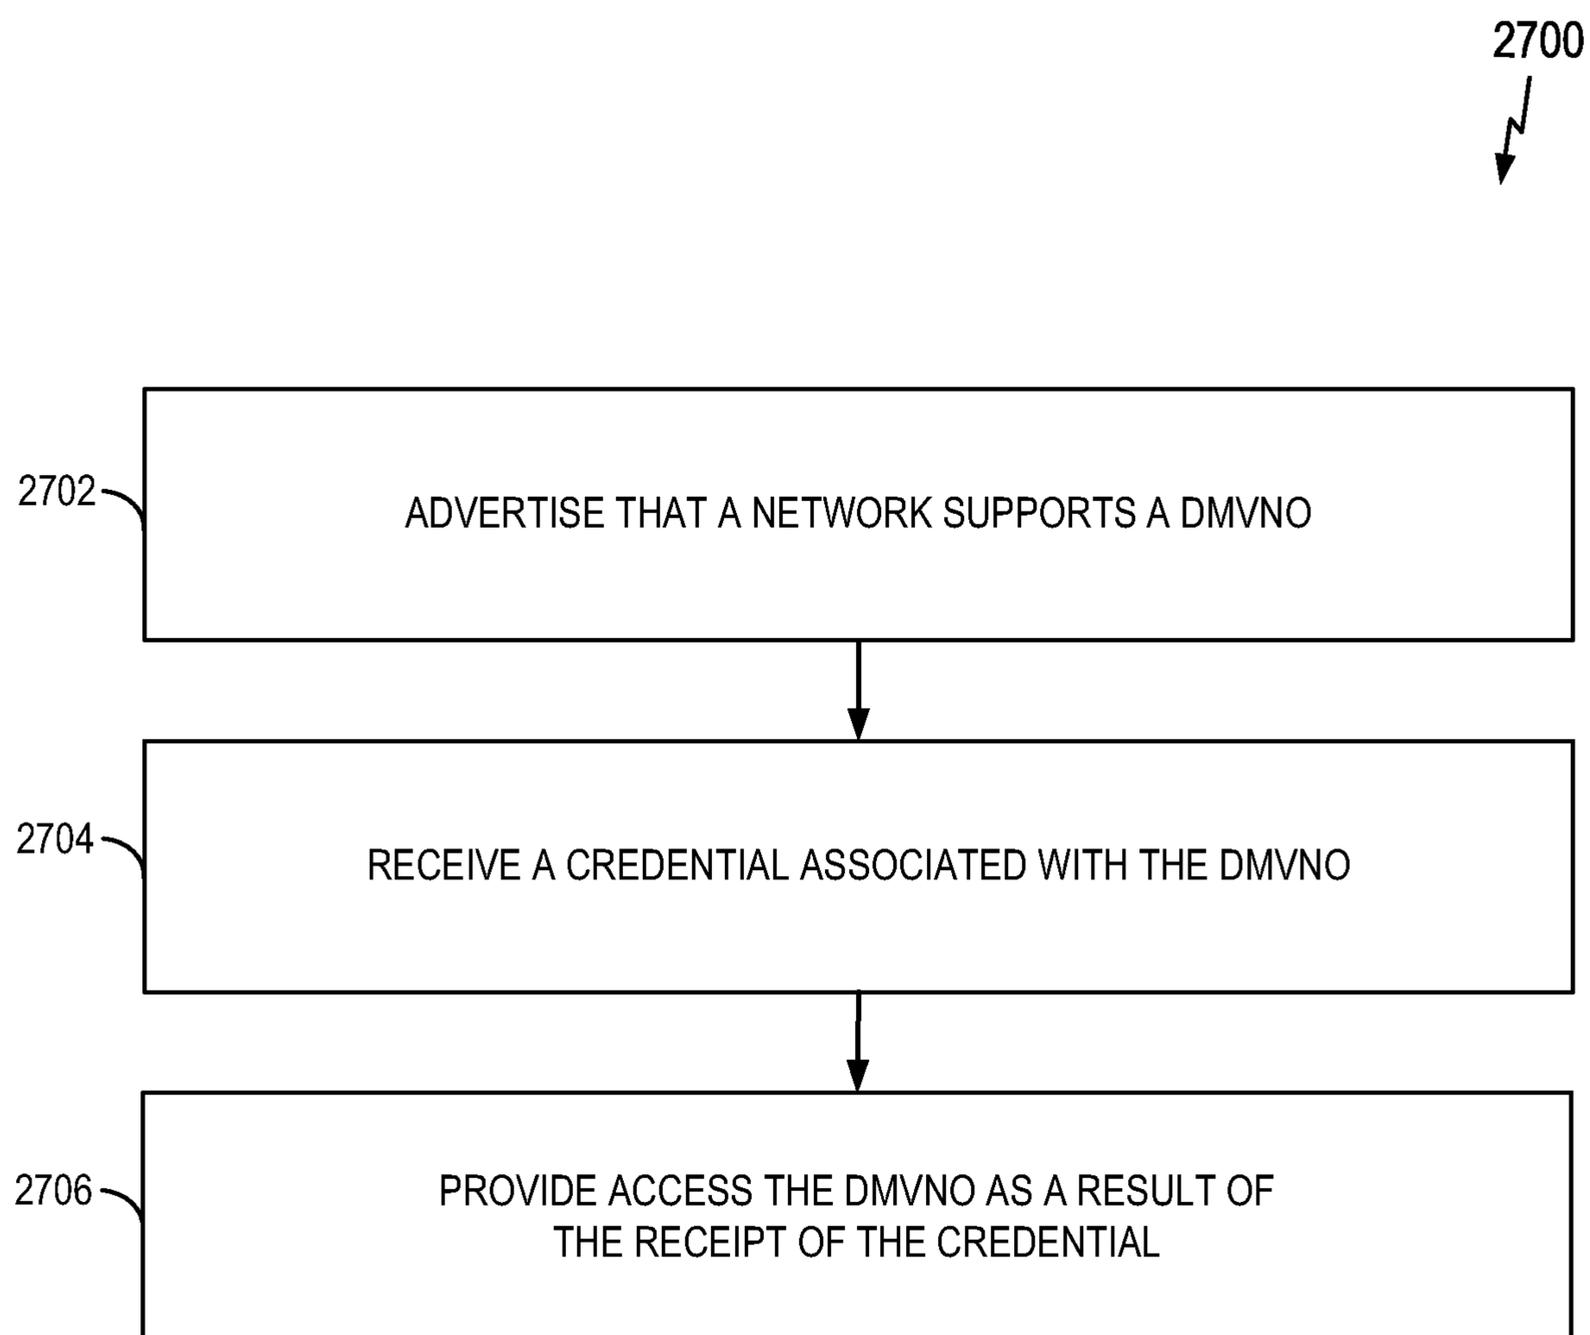 2700
2702
ADVERTISE THAT A NETWORK SUPPORTS A DMVNO
2704
RECEIVE A CREDENTIAL ASSOCIATED WITH THE DMVNO
2706
PROVIDE ACCESS THE DMVNO AS A RESULT OF
THE RECEIPT OF THE CREDENTIAL